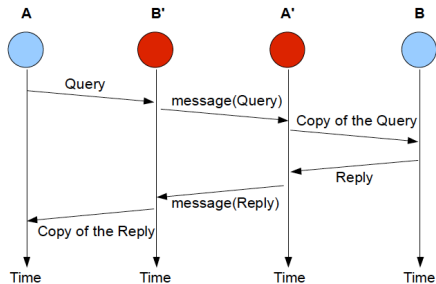 A B' A' B
Query
message(Query)
Copy of the Query
Reply
message(Reply)
Copy of the Reply
Time Time Time Time